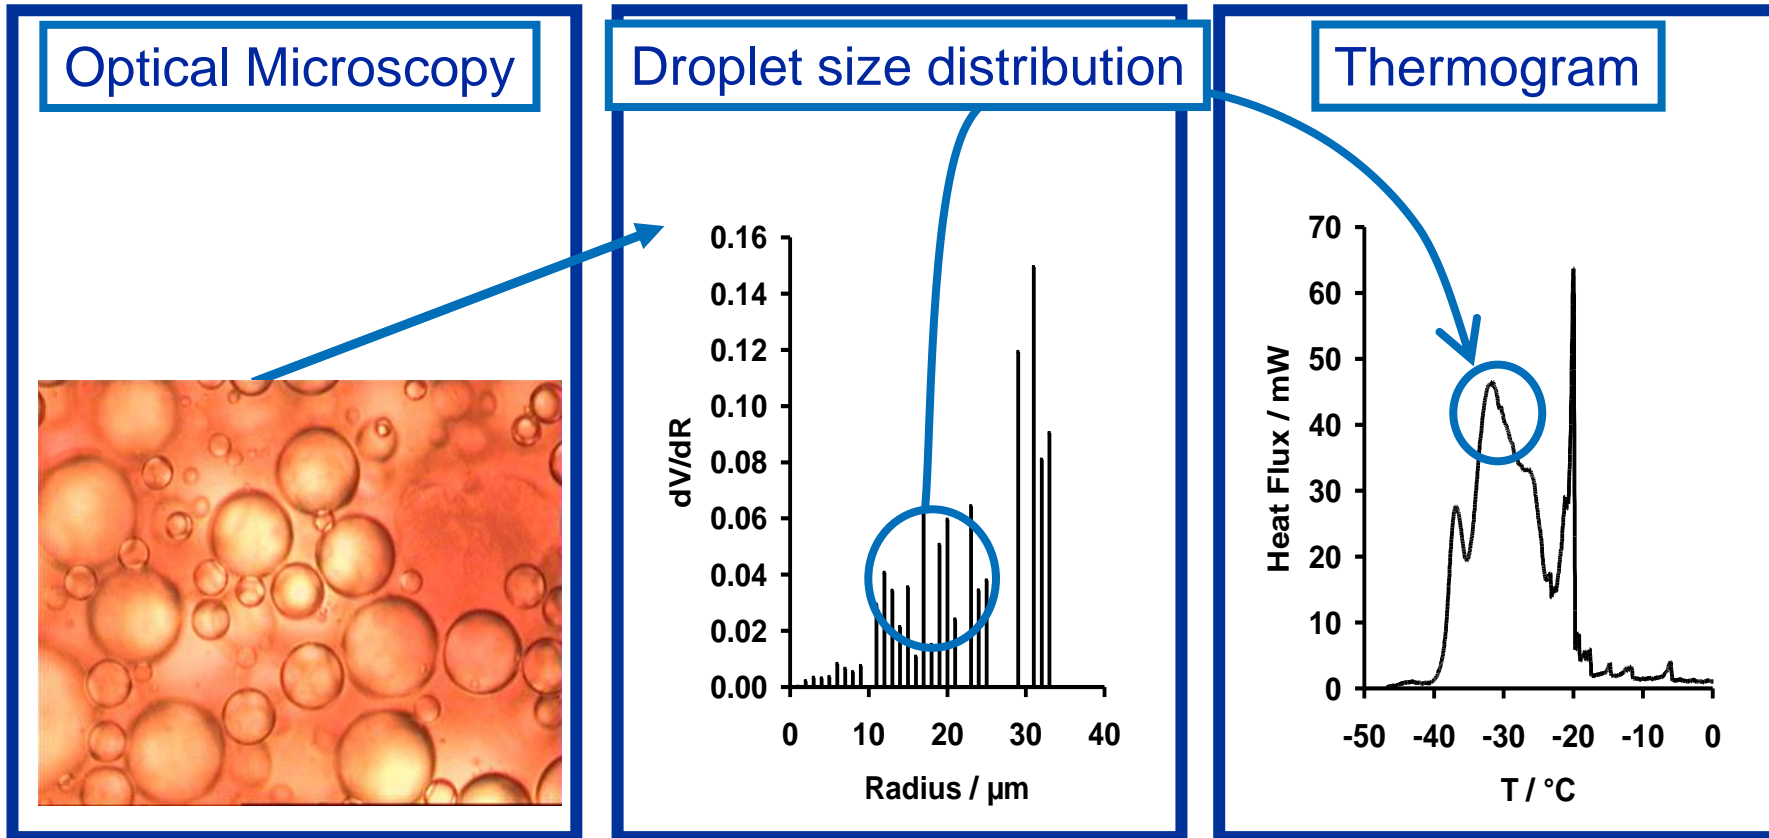 Optical Microscopy
Droplet size distribution
Thermogram
0.16
0.14
0.12
0.10
0.08
0.06
0.04
0.02
0.00
dV/dR
0 10 20 30 40
Radius / µm
70
60
50
40
30
20
10
0
Heat Flux / mW
-50 -40 -30 -20 -10 0
T / °C